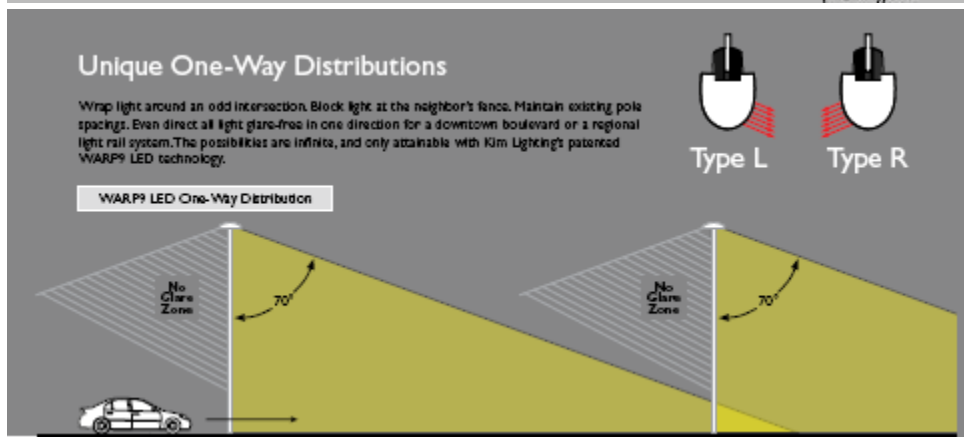 Unique One-Way Distributions
Wrap light around an odd intersection. Block light at the neighbor's fence. Maintain existing pole
spacings. Even direct all light glare-free in one direction for a downtown boulevard or a regional
light rail system. The possibilities are infinite, and only attainable with Kim Lighting's patented
WARP9 LED technology.
Type L
Type R
WARP9 LED One-Way Distribution
No
Glare
Zone
70°
No
Glare
Zone
70°